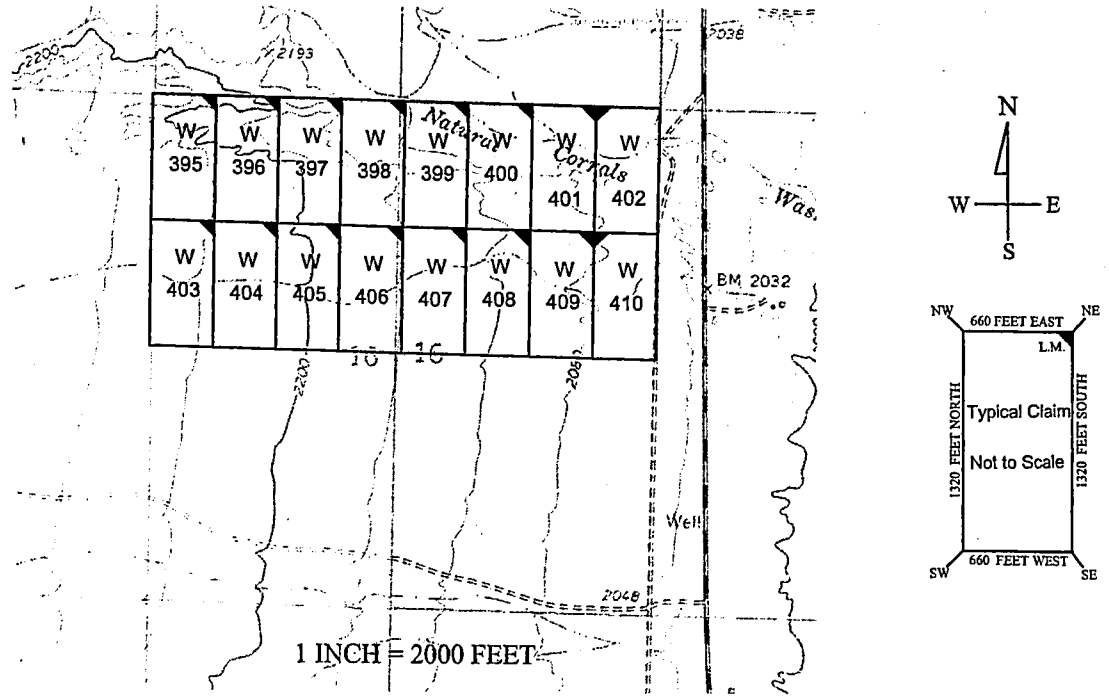 2200
2193
2038
Natural
Corrals
W 395
W 396
W 397
W 398
W 399
W 400
W 401
W 402
Was
W 403
W 404
W 405
W 406
W 407
W 408
W 409
W 410
BM 2032
16
2200
2080
Well
2048
1 INCH = 2000 FEET
N
W E
S
NW NE
660 FEET EAST
L.M.
1320 FEET NORTH
Typical Claim
Not to Scale
1320 FEET SOUTH
660 FEET WEST
SW SE